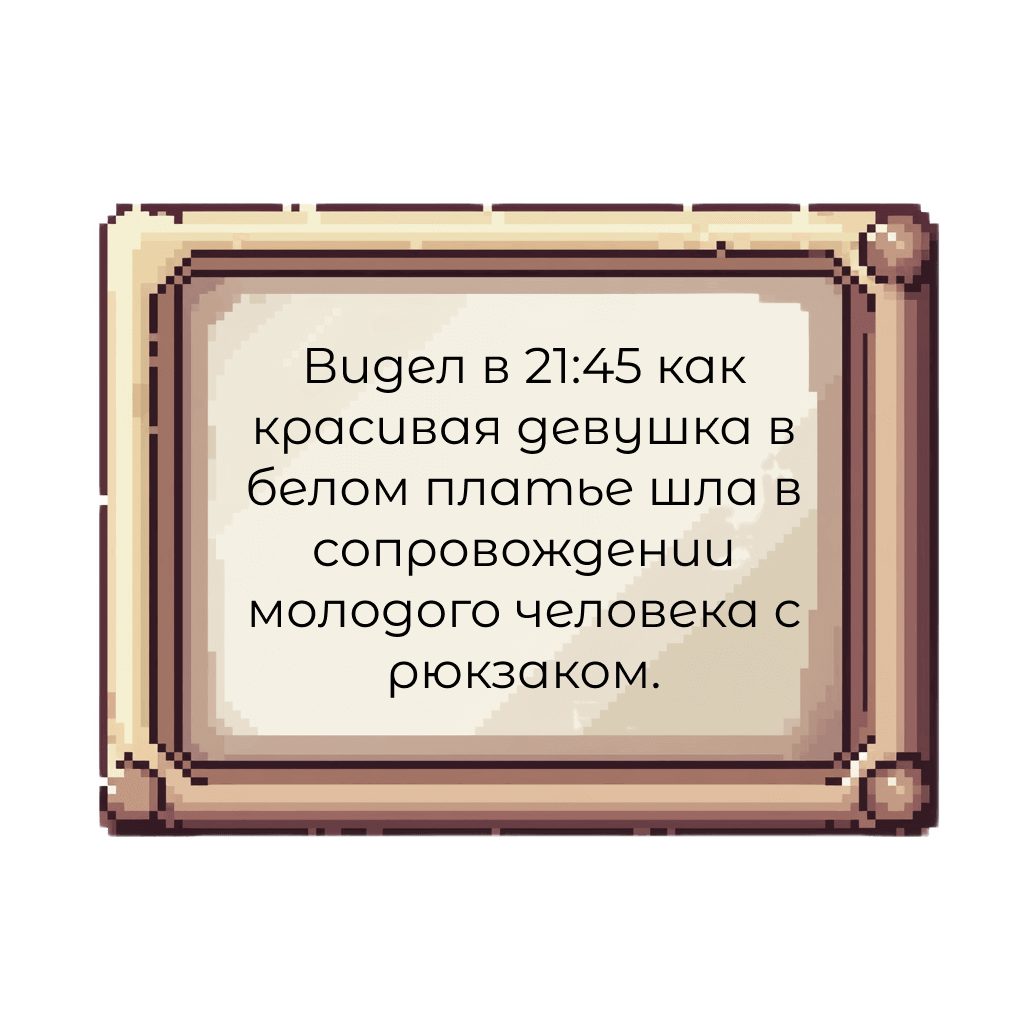 Видел в 21:45 как
красивая девушка в
белом платье шла в
сопровождении
молодого человека с
рюкзаком.